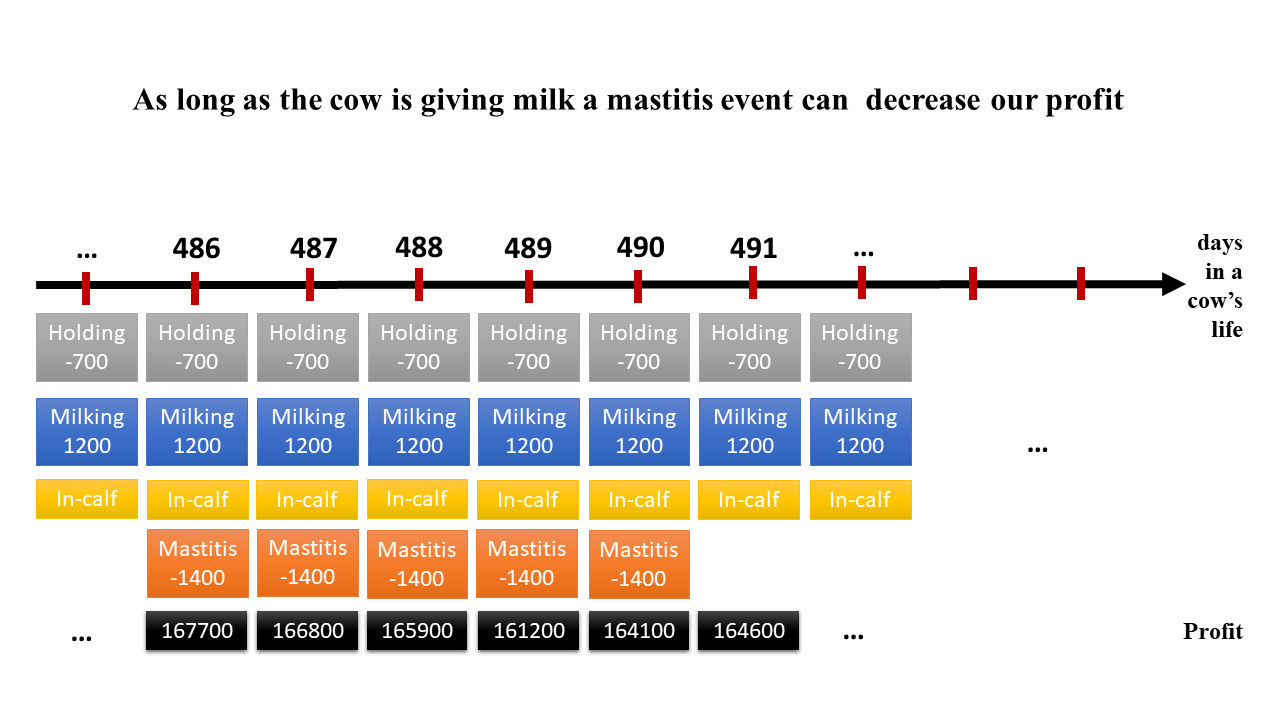 As long as the cow is giving milk a mastitis event can  decrease our profit
... 486 487 488 489 490 491 ...
days
in a
cow’s
life
Holding Holding Holding Holding Holding Holding Holding Holding
-700 -700 -700 -700 -700 -700 -700 -700
Milking Milking Milking Milking Milking Milking Milking Milking
1200 1200 1200 1200 1200 1200 1200 1200
...
In-calf In-calf In-calf In-calf In-calf In-calf In-calf In-calf
Mastitis Mastitis Mastitis Mastitis Mastitis
-1400 -1400 -1400 -1400 -1400
... 167700 166800 165900 161200 164100 164600 ... Profit